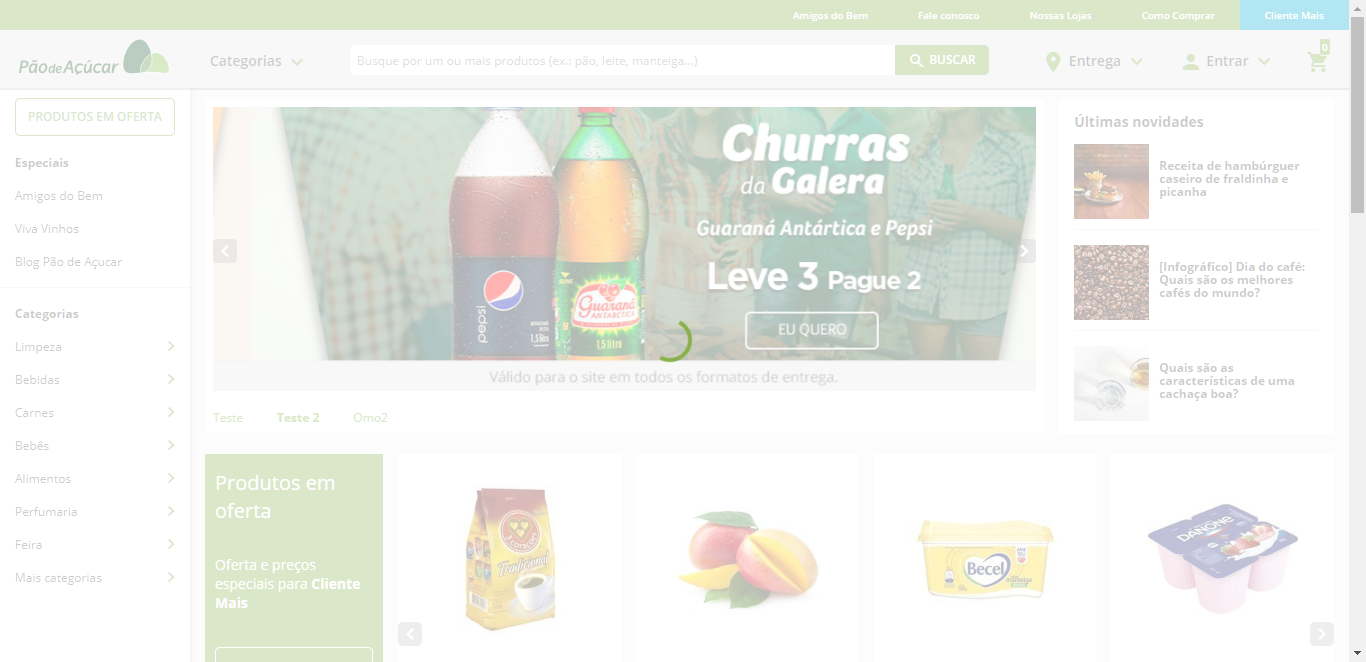 Amigos do Bem
Fale conosco
Nossas Lojas
Como Comprar
Cliente Mais
Pão de Açúcar
Categorias
Busque por um ou mais produtos (ex.: pão, leite, manteiga...)
BUSCAR
Entrega
Entrar
0
PRODUTOS EM OFERTA
Especiais
Amigos do Bem
Viva Vinhos
Blog Pão de Açucar
Categorias
Limpeza
Bebidas
Carnes
Bebês
Alimentos
Perfumaria
Feira
Mais categorias
Churras
da Galera
Guaraná Antártica e Pepsi
Leve 3 Pague 2
EU QUERO
pepsi
1,5 litro
Guaraná
ANTARCTICA
1,5 litro
Válido para o site em todos os formatos de entrega.
Teste
Teste 2
Omo2
Últimas novidades
Receita de hambúrguer
caseiro de fraldinha e
picanha
[Infográfico] Dia do café:
Quais são os melhores
cafés do mundo?
Quais são as
características de uma
cachaça boa?
Produtos em
oferta
Oferta e preços
especiais para Cliente
Mais
3 CORAÇÕES
Tradicional
Becel
DANONE